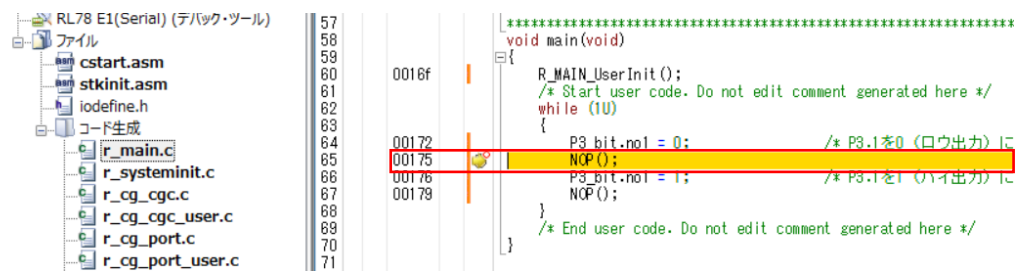 RL78 E1(Serial) (デバック・ツール)
ファイル
cstart.asm
stkinit.asm
iodefine.h
コード生成
r_main.c
r_systeminit.c
r_cg_cgc.c
r_cg_cgc_user.c
r_cg_port.c
r_cg_port_user.c
57 ****************************************************************
58 void main(void)
59 {
60 0016f R_MAIN_UserInit();
61 /* Start user code. Do not edit comment generated here */
62 while (1U)
63 {
64 00172 P3_bit.no1 = 0; /* P3.1を0 (ロウ出力) に
65 00175 NOP();
66 00176 P3_bit.no1 = 1; /* P3.1を1 (ハイ出力) に
67 00179 NOP();
68 }
69 /* End user code. Do not edit comment generated here */
70 }
71